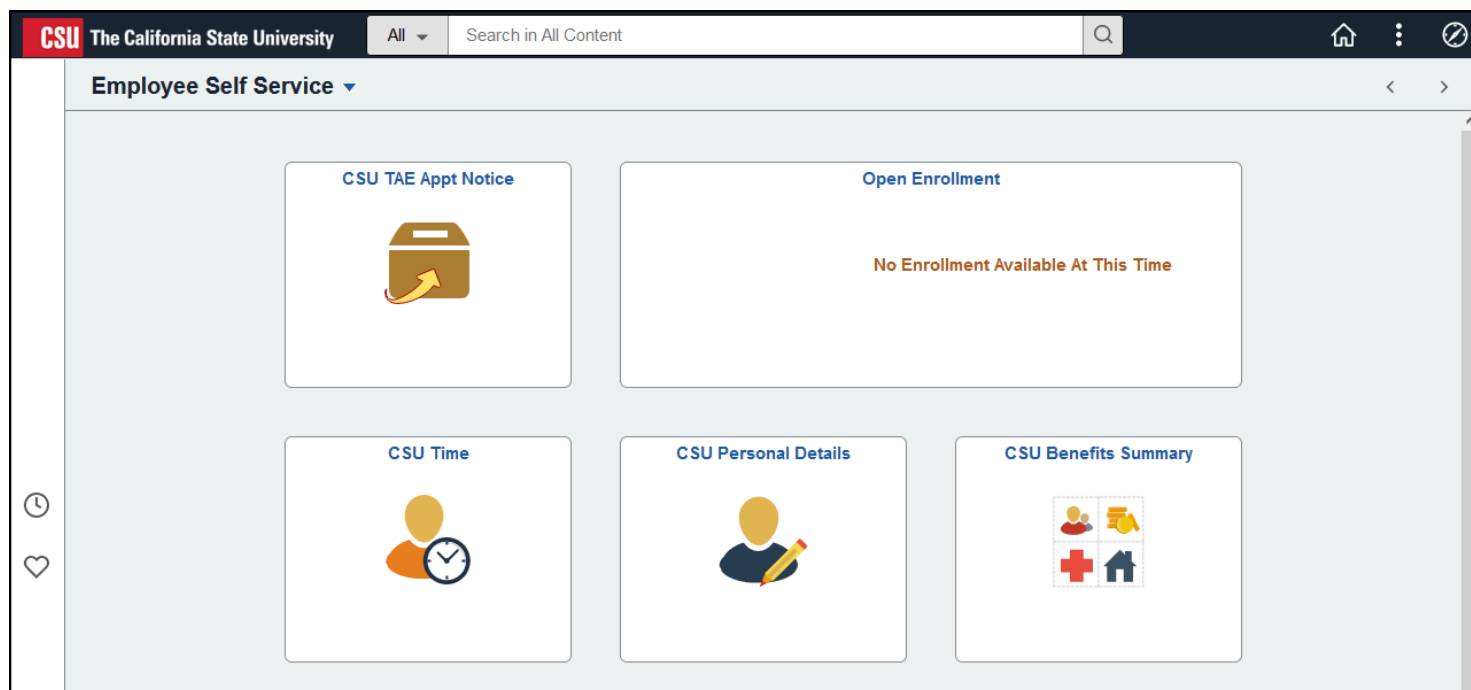 CSU The California State University
All
Search in All Content
Employee Self Service
CSU TAE Appt Notice
Open Enrollment
No Enrollment Available At This Time
CSU Time
CSU Personal Details
CSU Benefits Summary